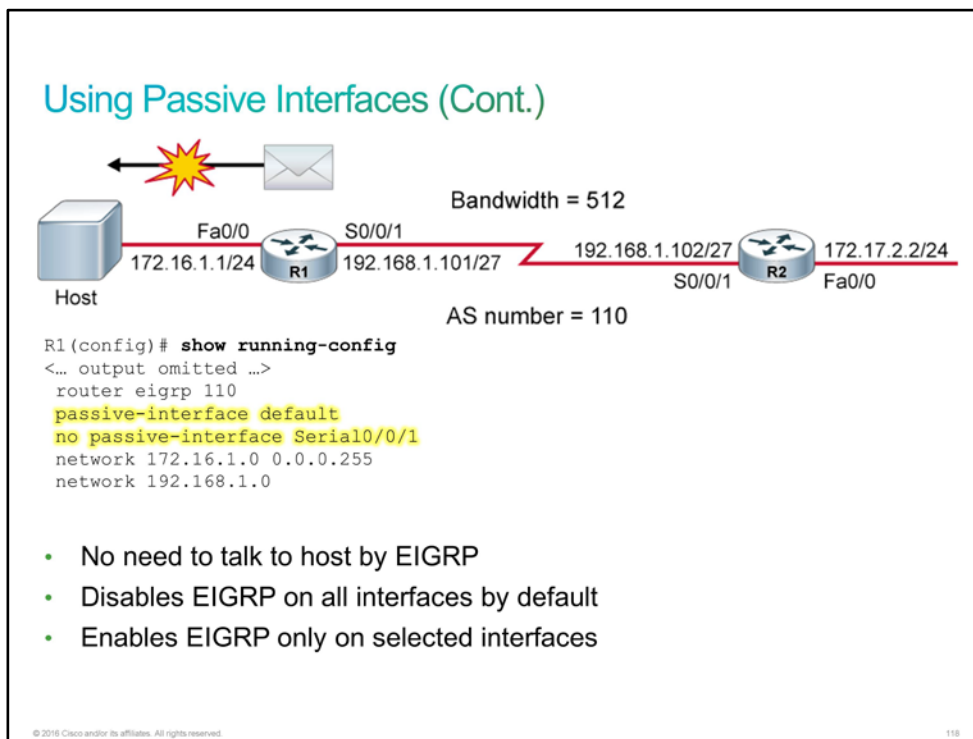 Using Passive Interfaces (Cont.)
Bandwidth = 512
Fa0/0
S0/0/1
172.16.1.1/24
R1
192.168.1.101/27
192.168.1.102/27
S0/0/1
R2
172.17.2.2/24
Fa0/0
Host
AS number = 110
R1(config)# show running-config
<… output omitted …>
router eigrp 110
passive-interface default
no passive-interface Serial0/0/1
network 172.16.1.0 0.0.0.255
network 192.168.1.0
• No need to talk to host by EIGRP
• Disables EIGRP on all interfaces by default
• Enables EIGRP only on selected interfaces
© 2016 Cisco and/or its affiliates. All rights reserved.
118